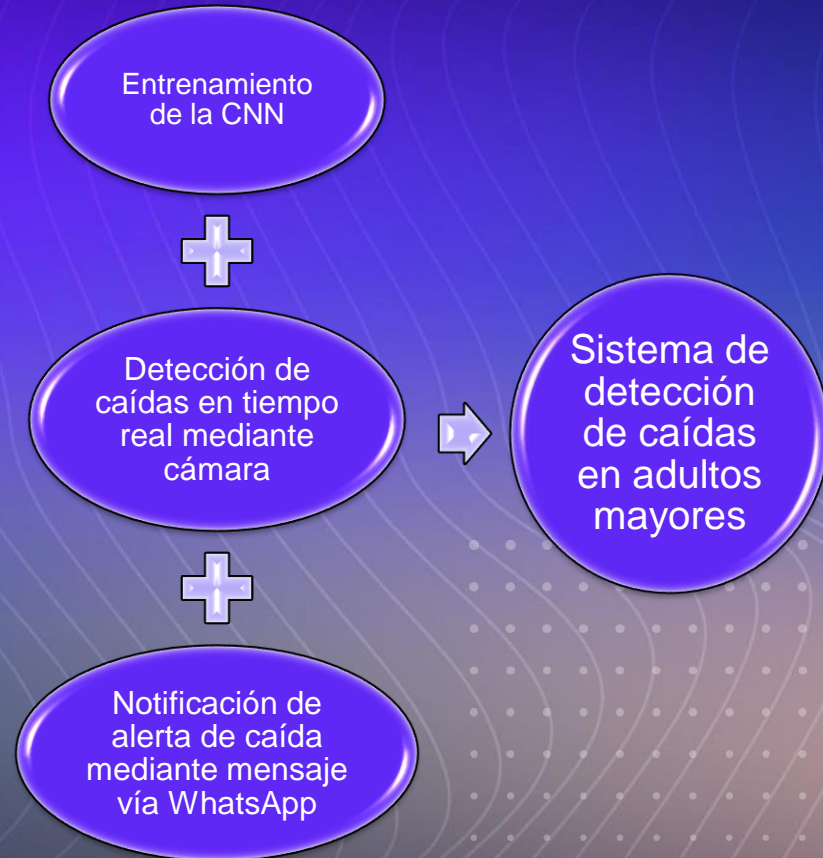 Entrenamiento
de la CNN
Detección de
caídas en tiempo
real mediante
cámara
Notificación de
alerta de caída
mediante mensaje
vía WhatsApp
Sistema de
detección
de caídas
en adultos
mayores